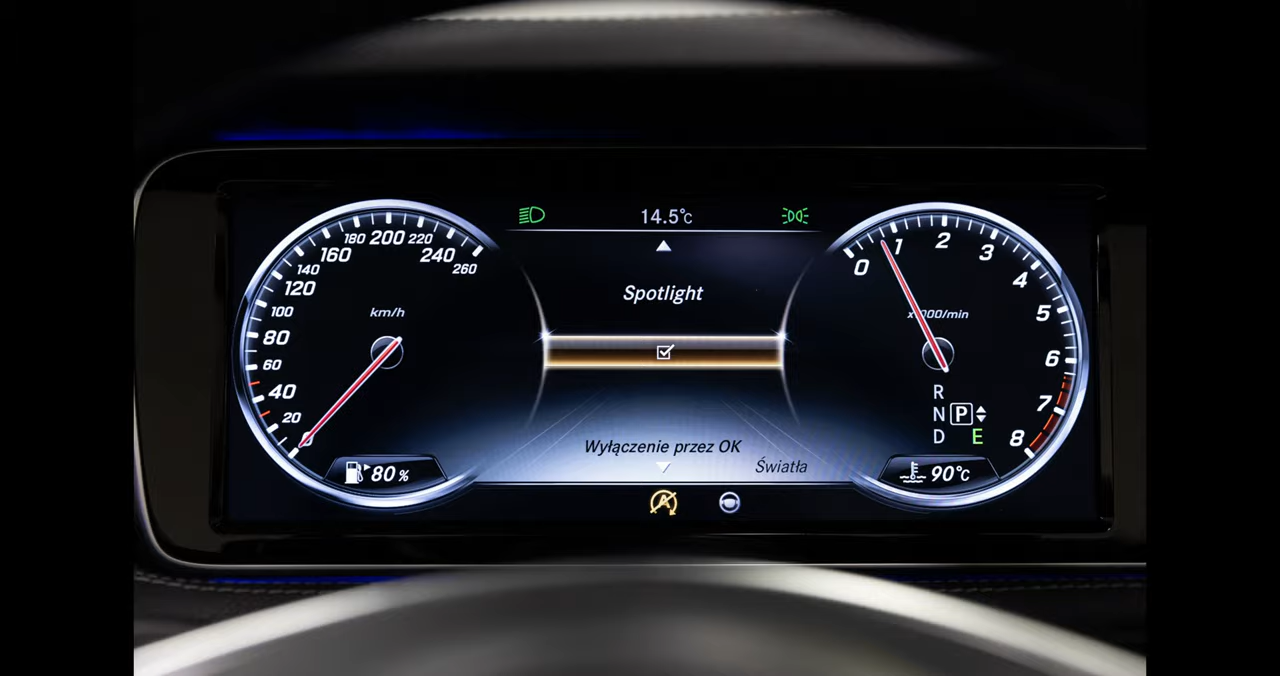 14.5°C
Spotlight
Wyłączenie przez OK
Światła
0
20
40
60
80
100
120
140
160
180
200
220
240
260
km/h
80%
0
1
2
3
4
5
6
7
8
x1000/min
R
N P
D E
90°C
A